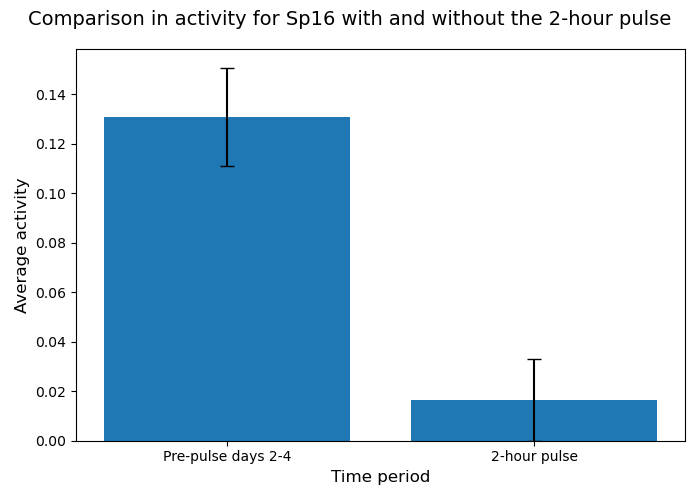 Comparison in activity for Sp16 with and without the 2-hour pulse
0.14
0.12
0.10
0.08
0.06
0.04
0.02
0.00
Average activity
Pre-pulse days 2-4
2-hour pulse
Time period